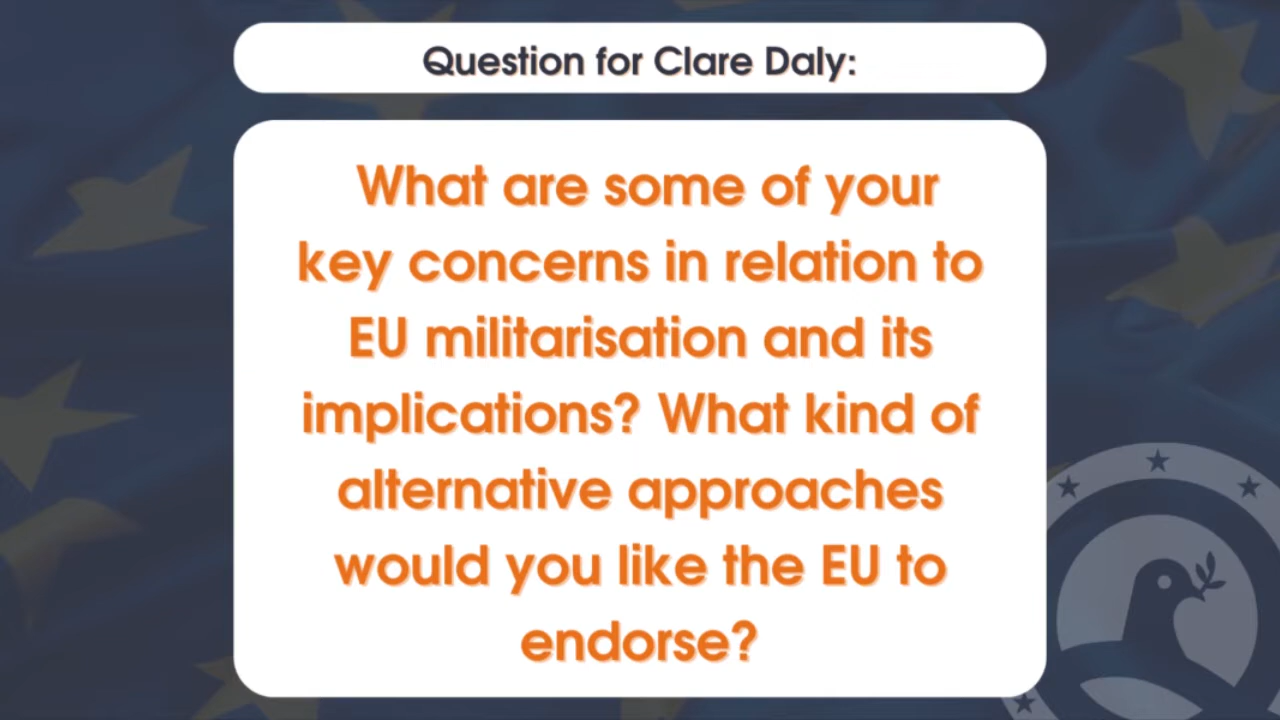 Question for Clare Daly:
What are some of your
key concerns in relation to
EU militarisation and its
implications? What kind of
alternative approaches
would you like the EU to
endorse?